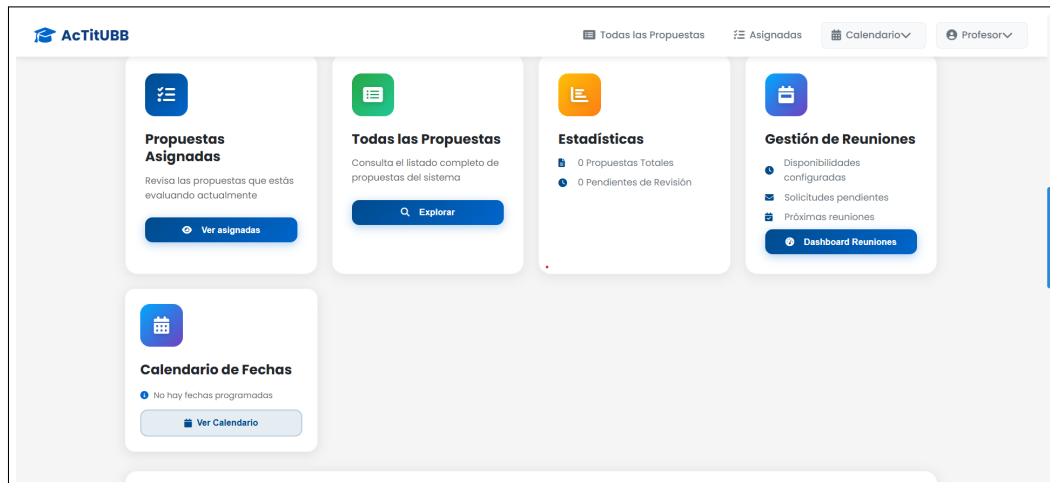 AcTitUBB
Todas las Propuestas
Asignadas
Calendario
Profesor
Propuestas
Asignadas
Revisa las propuestas que estás
evaluando actualmente
Ver asignadas
Todas las Propuestas
Consulta el listado completo de
propuestas del sistema
Explorar
Estadísticas
0 Propuestas Totales
0 Pendientes de Revisión
Gestión de Reuniones
Disponibilidades
configuradas
Solicitudes pendientes
Próximas reuniones
Dashboard Reuniones
Calendario de Fechas
No hay fechas programadas
Ver Calendario